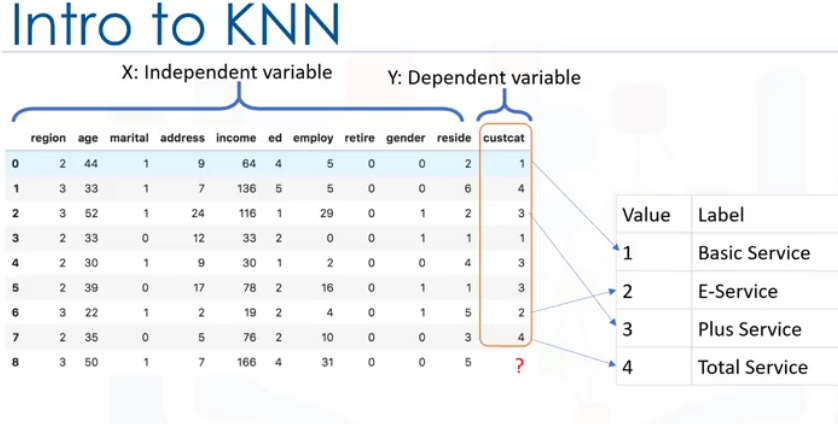 Intro to KNN
X: Independent variable
Y: Dependent variable
region age marital address income ed employ retire gender reside custcat
0 2 44 1 9 64 4 5 0 0 2 1
1 3 33 1 7 136 5 5 0 0 6 4
2 3 52 1 24 116 1 29 0 1 2 3
3 2 33 0 12 33 2 0 0 1 1 1
4 2 30 1 9 30 1 2 0 0 4 3
5 2 39 0 17 78 2 16 0 1 1 3
6 3 22 1 2 19 2 4 0 1 5 2
7 2 35 0 5 76 2 10 0 0 3 4
8 3 50 1 7 166 4 31 0 0 5 ?
Value Label
1 Basic Service
2 E-Service
3 Plus Service
4 Total Service